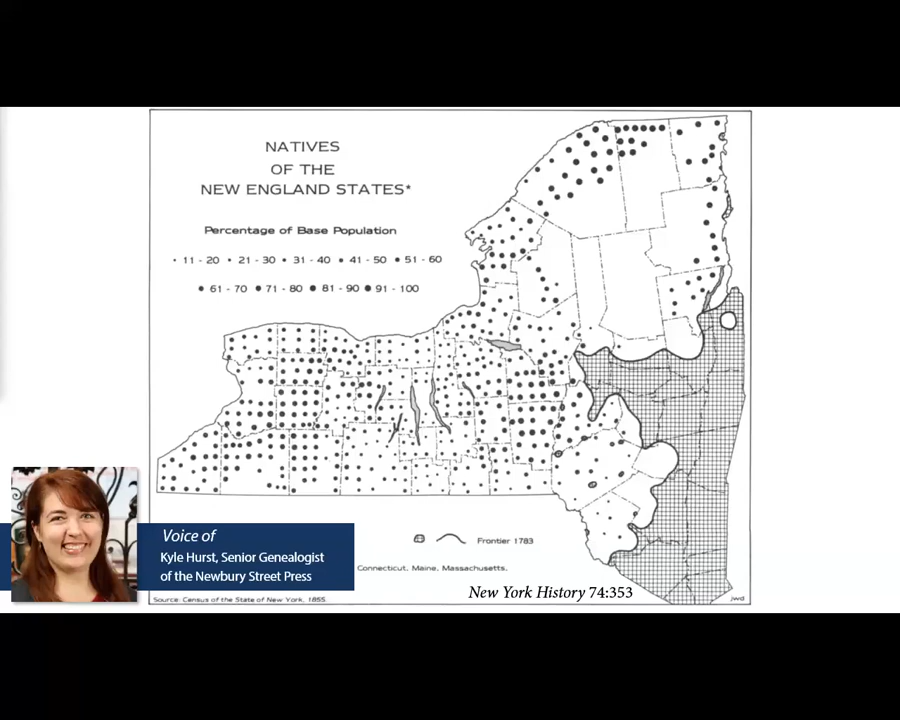 NATIVES
OF THE
NEW ENGLAND STATES*
Percentage of Base Population
11 - 20 21 - 30 31 - 40 41 - 50 51 - 60
61 - 70 71 - 80 81 - 90 91 - 100
Voice of
Kyle Hurst, Senior Genealogist
of the Newbury Street Press
Frontier 1783
Connecticut, Maine, Massachusetts,
New York History 74:353
Source: Census of the State of New York, 1855.
jwd